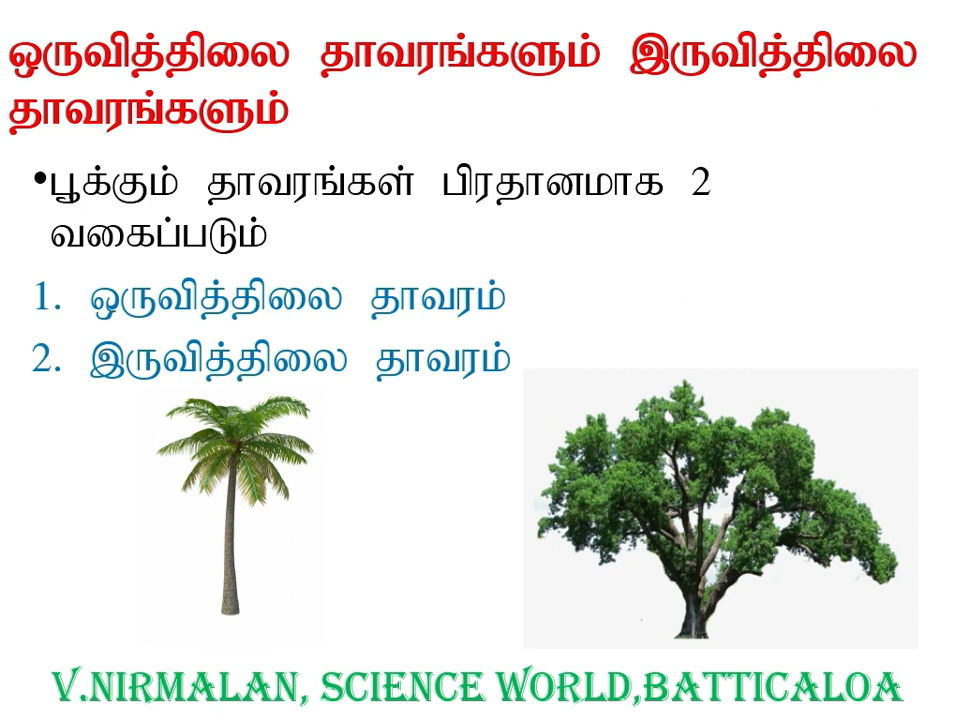 ஒருவித்திலை தாவரங்களும் இருவித்திலை
தாவரங்களும்
•பூக்கும் தாவரங்கள் பிரதானமாக 2
வகைப்படும்
1. ஒருவித்திலை தாவரம்
2. இருவித்திலை தாவரம்
V.NIRMALAN, SCIENCE WORLD,BATTICALOA